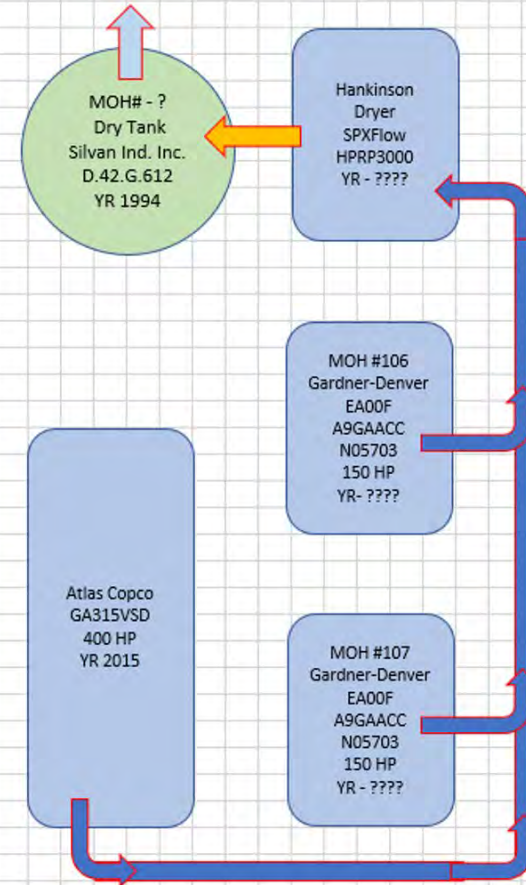 MOH# - ?
Dry Tank
Silvan Ind. Inc.
D.42.G.612
YR 1994
Hankinson
Dryer
SPXFlow
HPRP3000
YR - ????
MOH #106
Gardner-Denver
EA00F
A9GAACC
N05703
150 HP
YR- ????
Atlas Copco
GA315VSD
400 HP
YR 2015
MOH #107
Gardner-Denver
EA00F
A9GAACC
N05703
150 HP
YR - ????